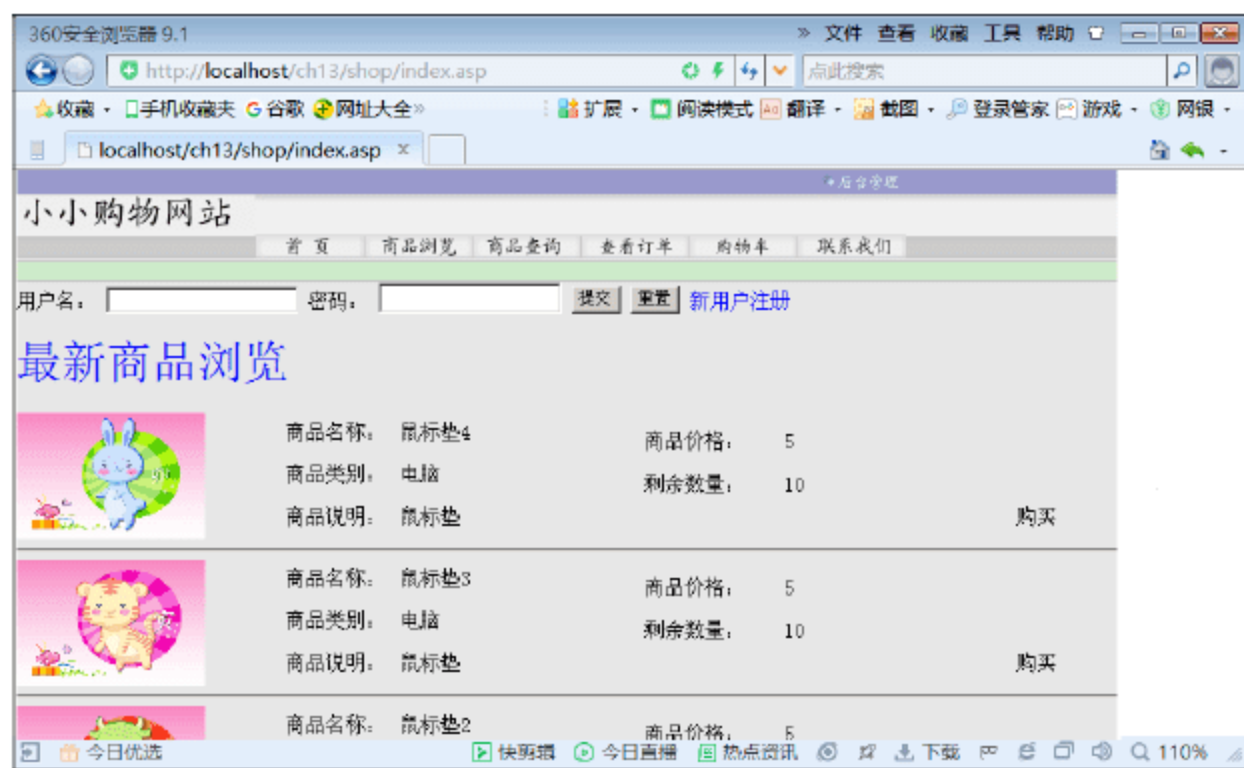 360安全浏览器 9.1 » 文件 查看 收藏 工具 帮助
http://localhost/ch13/shop/index.asp 点此搜索
收藏 手机收藏夹 谷歌 网址大全» 扩展 阅读模式 翻译 截图 登录管家 游戏 网银
localhost/ch13/shop/index.asp ×
后台管理
小小购物网站
首页 商品浏览 商品查询 查看订单 购物车 联系我们
用户名： 密码： 提交 重置 新用户注册
最新商品浏览
商品名称： 鼠标垫4 商品价格： 5
商品类别： 电脑 剩余数量： 10
商品说明： 鼠标垫 购买
商品名称： 鼠标垫3 商品价格： 5
商品类别： 电脑 剩余数量： 10
商品说明： 鼠标垫 购买
商品名称： 鼠标垫2 商品价格： 5
今日优选 快剪辑 今日直播 热点资讯 下载 110%